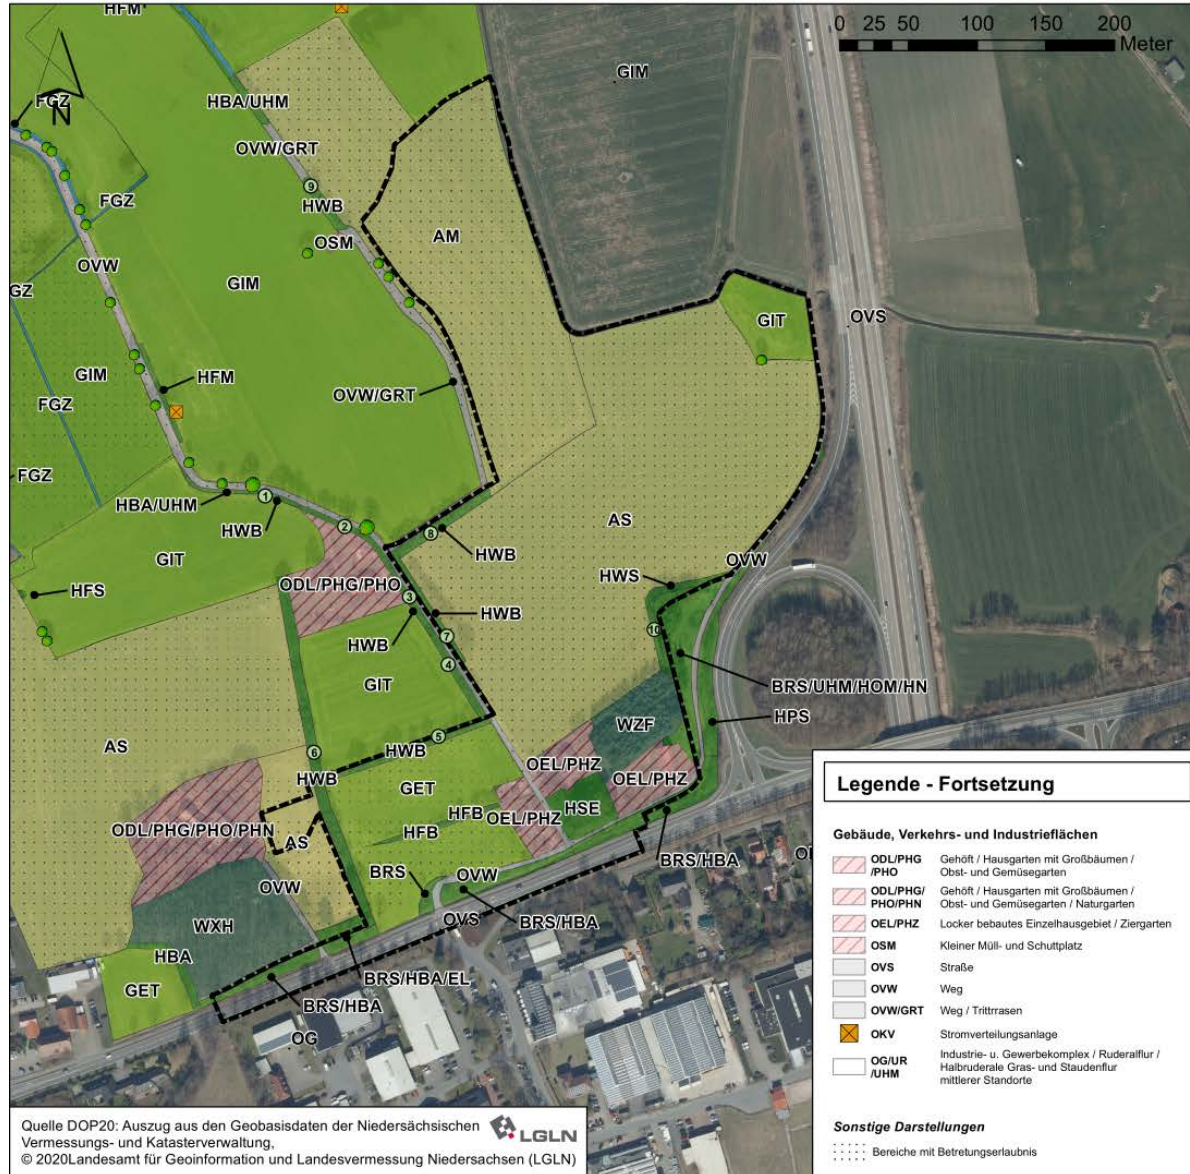 HFM
0 25 50 100 150 200
Meter
GIM
FGZ
N
HBA/UHM
OVW/GRT
FGZ
9
HWB
OSM
AM
OVW
GZ
GIM
GIT
OVS
GIM
HFM
OVW/GRT
FGZ
FGZ
HBA/UHM
1
HWB
2
8
HWB
AS
OVW
GIT
HWS
HFS
ODL/PHG/PHO
3
HWB
7
10
HWB
4
GIT
BRS/UHM/HOM/HN
WZF
HPS
5
HWB
6
AS
HWB
OEL/PHZ
OEL/PHZ
GET
HFB
OEL/PHZ
HSE
HFB
ODL/PHG/PHO/PHN
AS
BRS/HBA
OVW
BRS
OVW
OVS
BRS/HBA
WXH
HBA
GET
BRS/HBA/EL
BRS/HBA
OG
Legende - Fortsetzung
Gebäude, Verkehrs- und Industrieflächen
ODL/PHG Gehöft / Hausgarten mit Großbäumen /
/PHO Obst- und Gemüsegarten
ODL/PHG/ Gehöft / Hausgarten mit Großbäumen /
PHO/PHN Obst- und Gemüsegarten / Naturgarten
OEL/PHZ Locker bebautes Einzelhausgebiet / Ziergarten
OSM Kleiner Müll- und Schuttplatz
OVS Straße
OVW Weg
OVW/GRT Weg / Trittrrasen
OKV Stromverteilungsanlage
OG/UR Industrie- u. Gewerbekomplex / Ruderalflur /
/UHM Halbruderale Gras- und Staudenflur
mittlerer Standorte
Sonstige Darstellungen
Bereiche mit Betretungserlaubnis
Quelle DOP20: Auszug aus den Geobasisdaten der Niedersächsischen
Vermessungs- und Katasterverwaltung,
© 2020Landesamt für Geoinformation und Landesvermessung Niedersachsen (LGLN)
LGLN